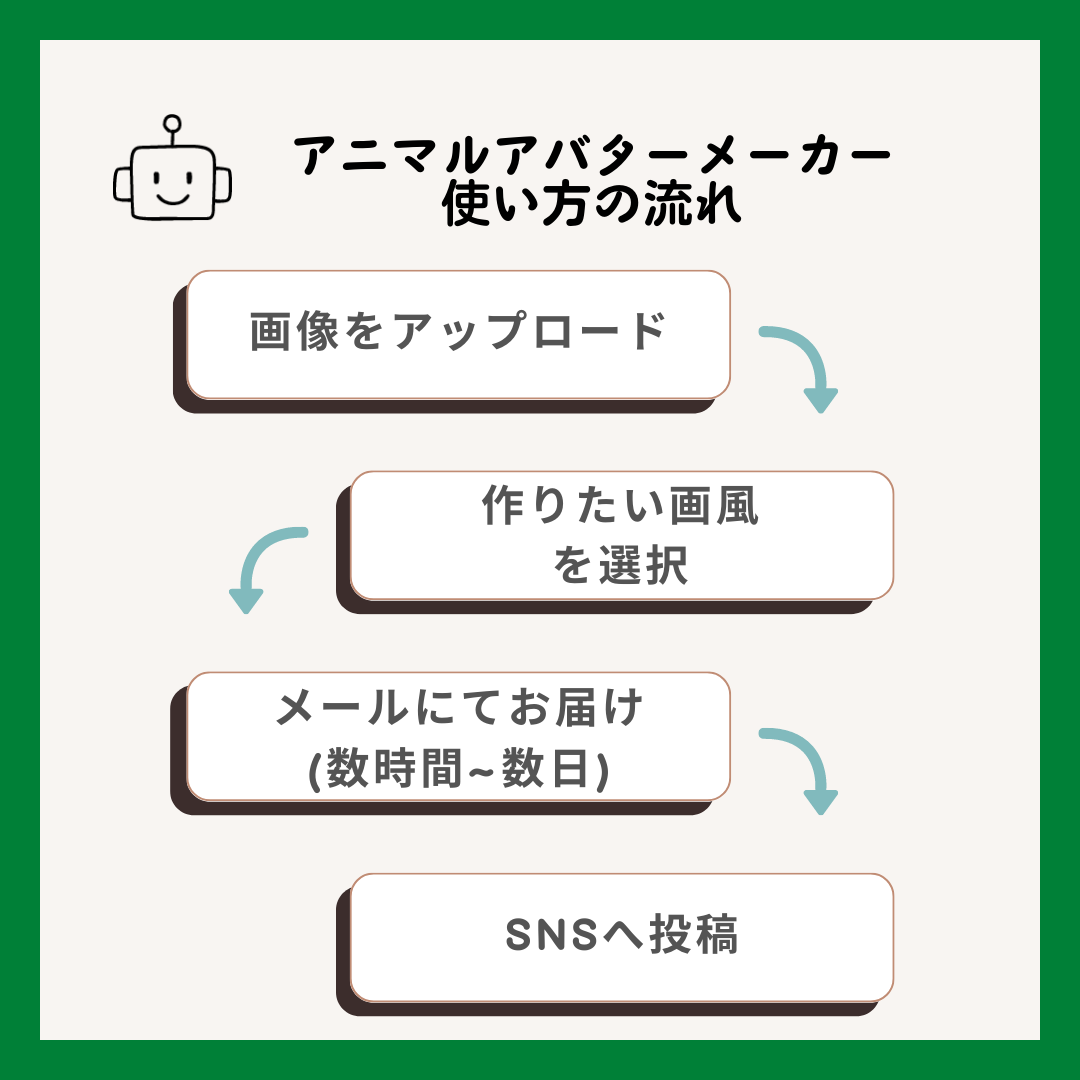 アニマルアバターメーカー
使い方の流れ
画像をアップロード
作りたい画風
を選択
メールにてお届け
(数時間~数日)
SNSへ投稿